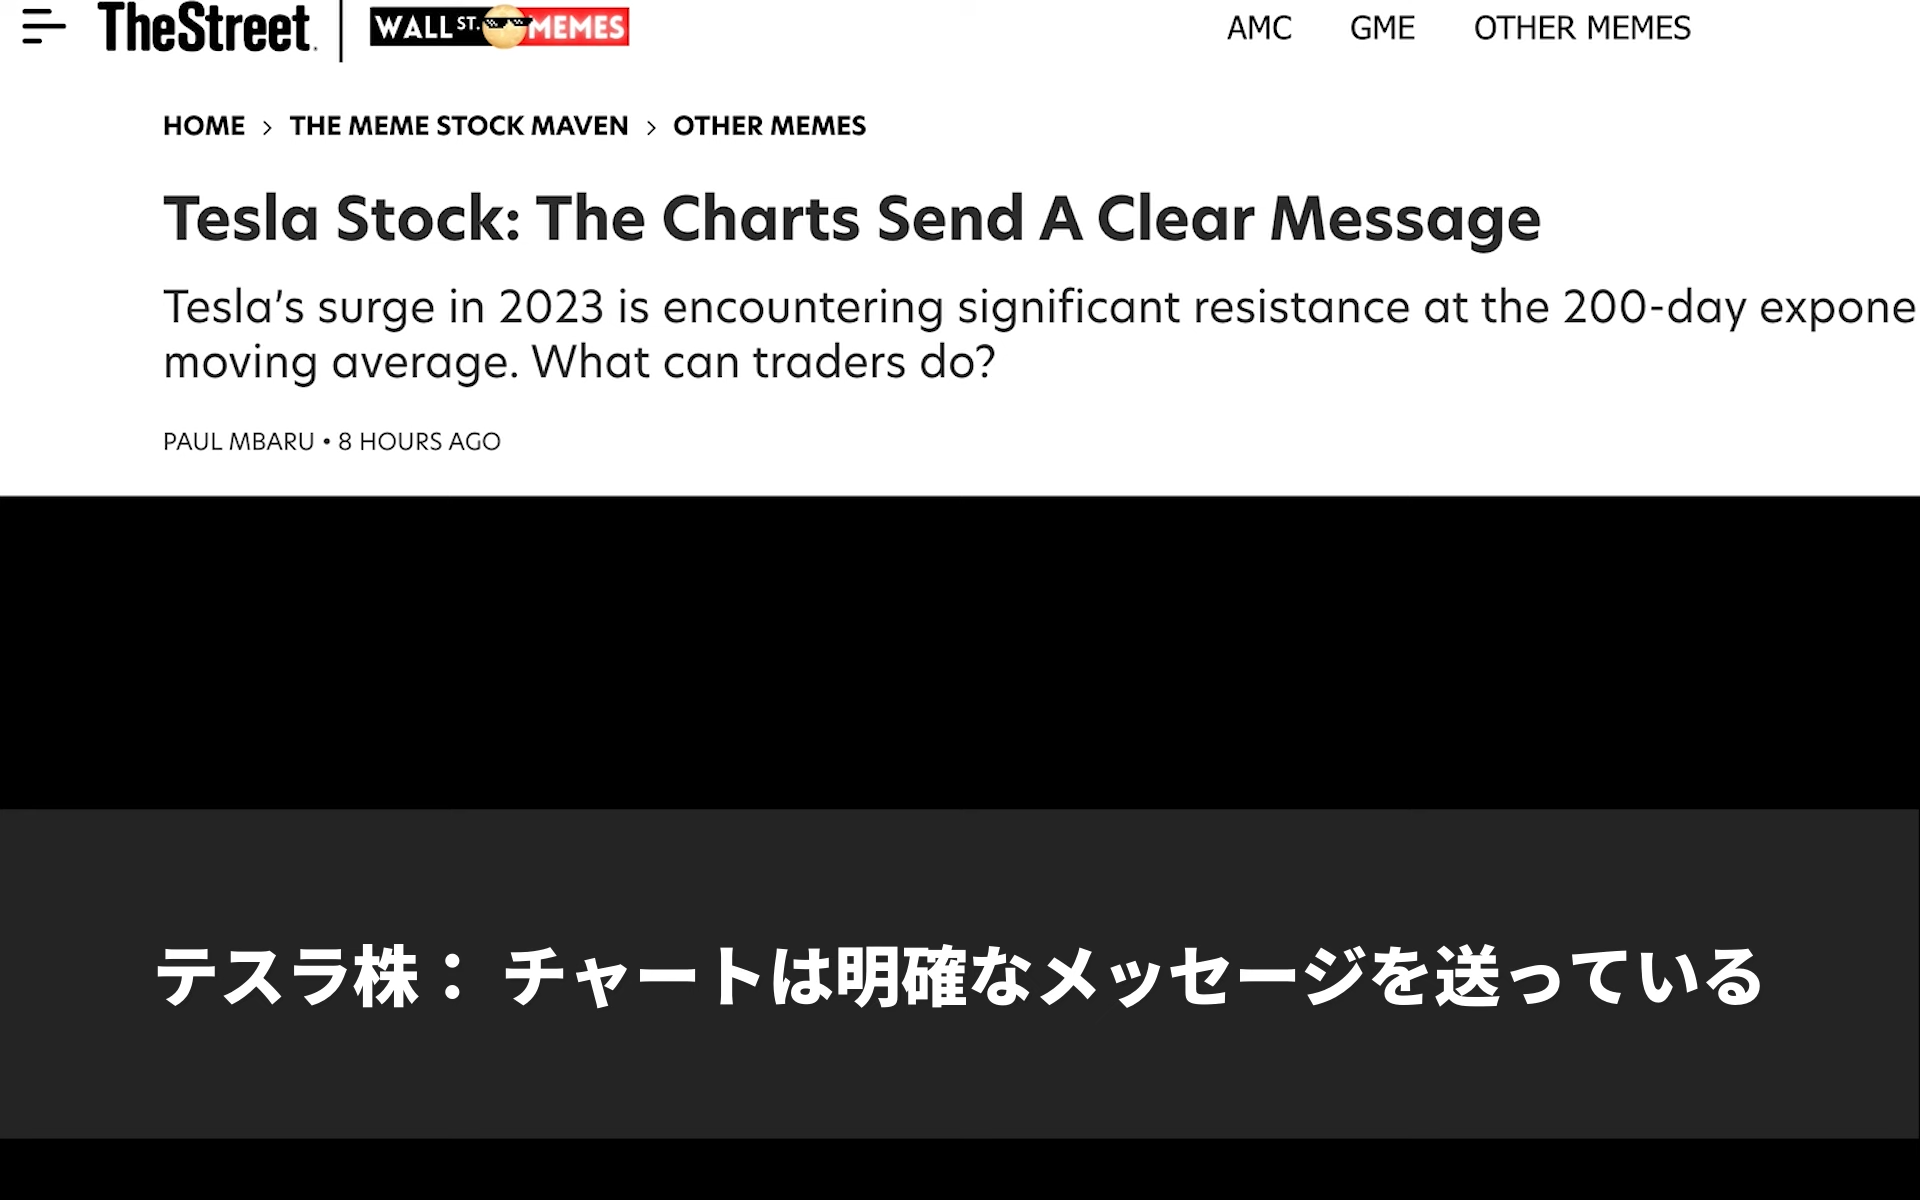 TheStreet
WALL ST. MEMES
AMC GME OTHER MEMES
HOME > THE MEME STOCK MAVEN > OTHER MEMES
Tesla Stock: The Charts Send A Clear Message
Tesla’s surge in 2023 is encountering significant resistance at the 200-day expone
moving average. What can traders do?
PAUL MBARU • 8 HOURS AGO
テスラ株： チャートは明確なメッセージを送っている